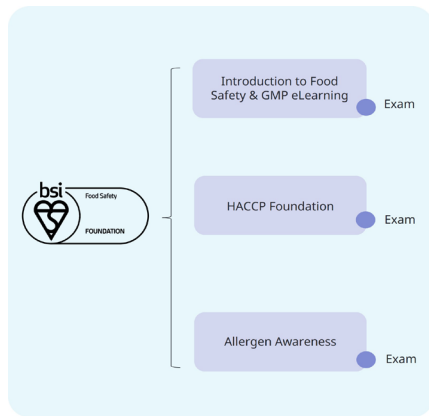 bsi
Food Safety
FOUNDATION
Introduction to Food
Safety & GMP eLearning
Exam
HACCP Foundation
Exam
Allergen Awareness
Exam